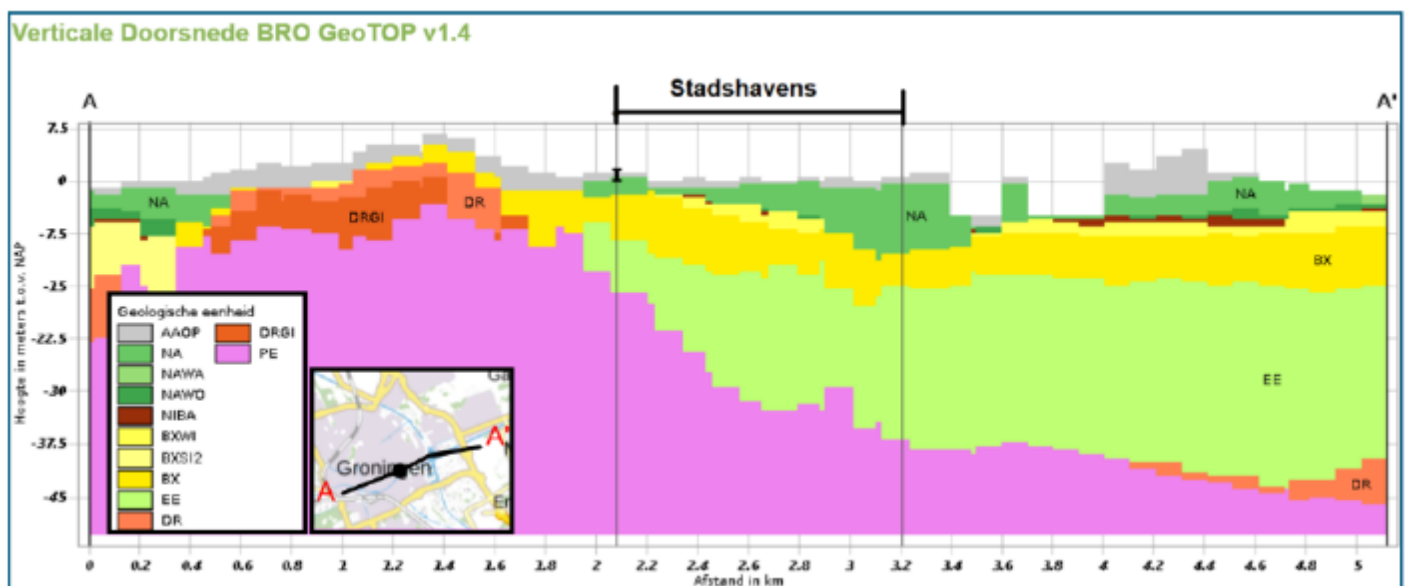 Verticale Doorsnede BRO GeoTOP v1.4
Stadshavens
A
A'
7.5
0
-7.5
-15
-22.5
-30
-37.5
-45
Hoogte in meters t.o.v. NAP
NA
DRGI
DR
NA
NA
BX
EE
DR
Geologische eenheid
AAOP
NA
NAWA
NAWO
NIBA
BXWI
BXSI2
BX
EE
DR
DRGI
PE
Groningen
A
A'
0 0.2 0.4 0.6 0.8 1 1.2 1.4 1.6 1.8 2 2.2 2.4 2.6 2.8 3 3.2 3.4 3.6 3.8 4 4.2 4.4 4.6 4.8 5
Afstand in km